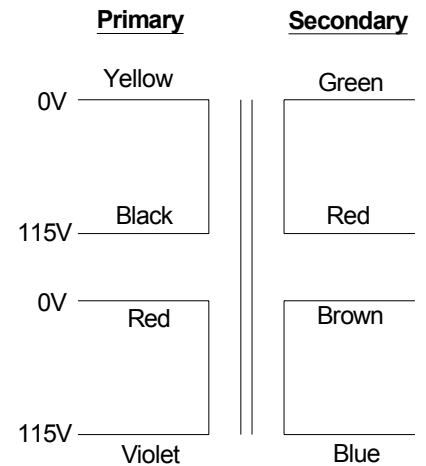 Primary Secondary
Yellow Green
0V
Black Red
115V
0V
Red Brown
115V
Violet Blue